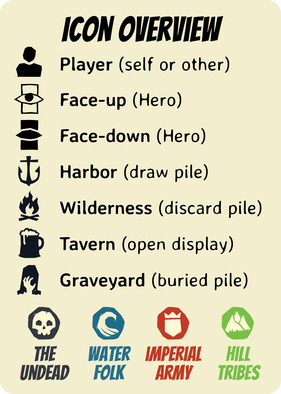 ICON OVERVIEW
Player (self or other)
Face-up (Hero)
Face-down (Hero)
Harbor (draw pile)
Wilderness (discard pile)
Tavern (open display)
Graveyard (buried pile)
THE UNDEAD
WATER FOLK
IMPERIAL ARMY
HILL TRIBES